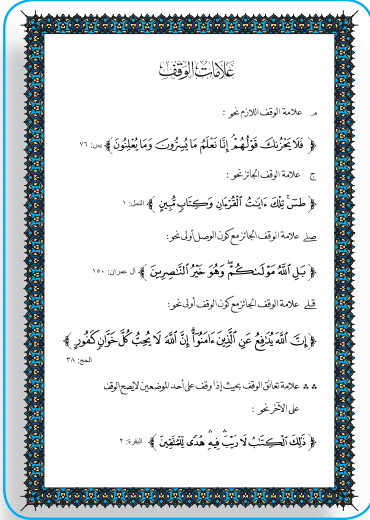 علامات الوقف
مـ علامة الوقف اللازم نحو :
﴿ فَلَا يَحْزُنكَ قَوْلُهُمْ ۘ إِنَّا نَعْلَمُ مَا يُسِرُّونَ وَمَا يُعْلِنُونَ ﴾ يس: ٧٦
ج علامة الوقف الجائز نحو :
﴿ طسٓ ۚ تِلْكَ ءَايَـٰتُ ٱلْقُرْءَانِ وَكِتَابٍ مُّبِينٍ ﴾ النمل: ١
صلے علامة الوقف الجائز مع كون الوصل أولى نحو:
﴿ بَلِ ٱللَّهُ مَوْلَىٰكُمْ ۖ وَهُوَ خَيْرُ ٱلنَّـٰصِرِينَ ﴾ آل عمران: ١٥٠
قلے علامة الوقف الجائز مع كون الوقف أولى نحو:
﴿ إِنَّ ٱللَّهَ يُدَٰفِعُ عَنِ ٱلَّذِينَ ءَامَنُوٓا۟ ۗ إِنَّ ٱللَّهَ لَا يُحِبُّ كُلَّ خَوَّانٍ كَفُورٍ ﴾
الحج: ٣٨
ۛ ۛ علامة تعانق الوقف بحيث إذا وقف على أحد الموضعين لا يصح الوقف
على الآخر نحو :
﴿ ذَٰلِكَ ٱلْكِتَـٰبُ لَا رَيْبَ ۛ فِيهِ ۛ هُدًى لِّلْمُتَّقِينَ ﴾ البقرة: ٢